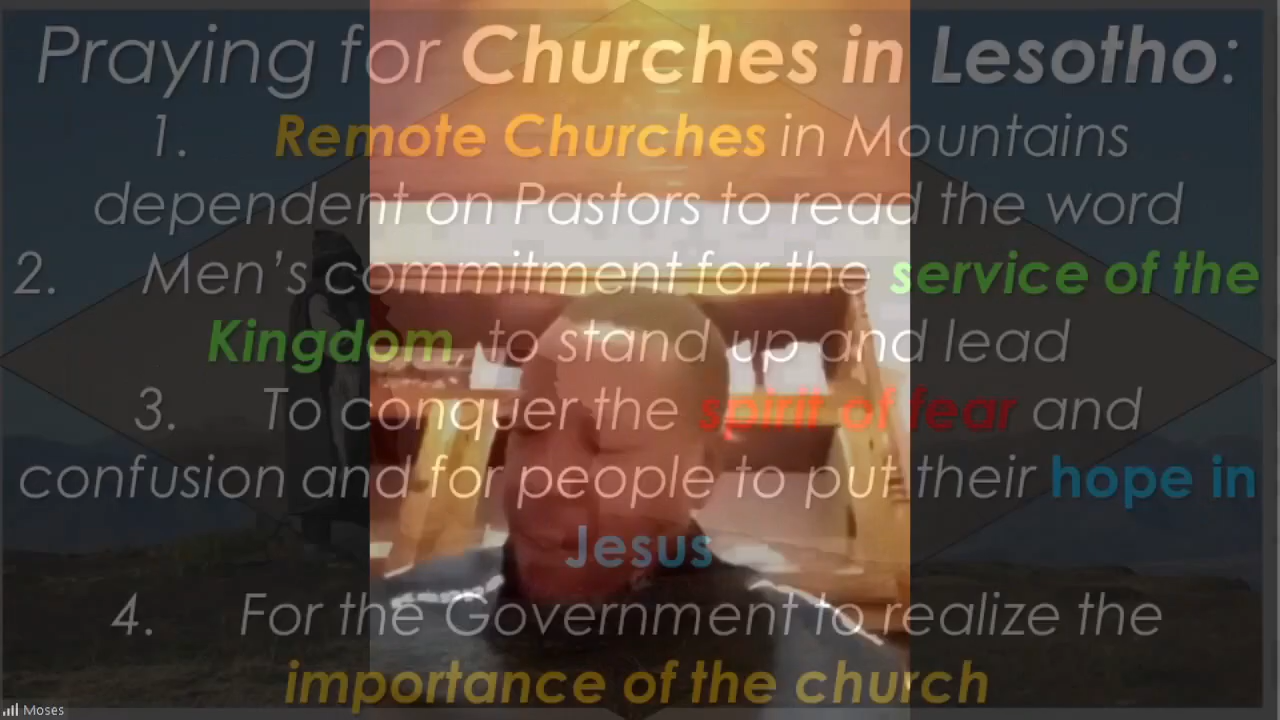 Praying for Churches in Lesotho:
1. Remote Churches in Mountains
dependent on Pastors to read the word
2. Men's commitment for the service of the
Kingdom, to stand up and lead
3. To conquer the spirit of fear and
confusion and for people to put their hope in
Jesus
4. For the Government to realize the
importance of the church
Moses